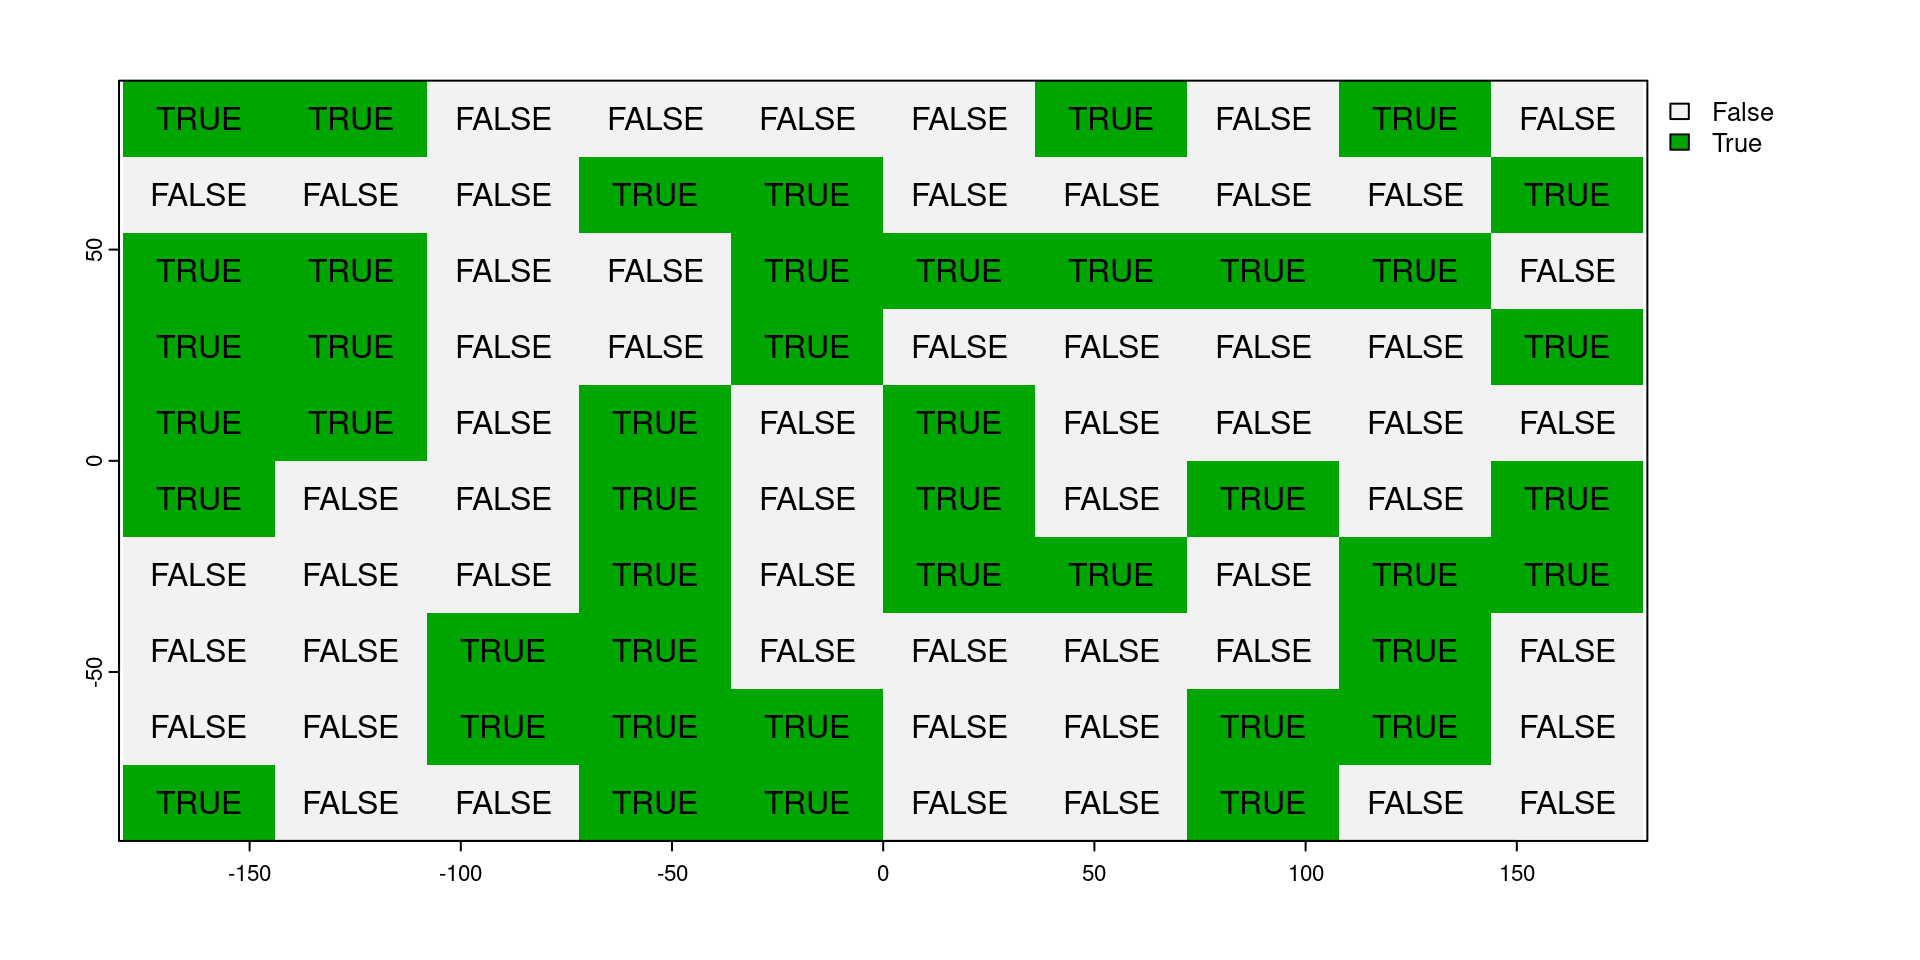 TRUE TRUE FALSE FALSE FALSE FALSE TRUE FALSE TRUE FALSE
False
True
FALSE FALSE FALSE TRUE TRUE FALSE FALSE FALSE FALSE TRUE
50
TRUE TRUE FALSE FALSE TRUE TRUE TRUE TRUE TRUE FALSE
TRUE TRUE FALSE FALSE TRUE FALSE FALSE FALSE FALSE TRUE
TRUE TRUE FALSE TRUE FALSE TRUE FALSE FALSE FALSE FALSE
0
TRUE FALSE FALSE TRUE FALSE TRUE FALSE TRUE FALSE TRUE
FALSE FALSE FALSE TRUE FALSE TRUE TRUE FALSE TRUE TRUE
FALSE FALSE TRUE TRUE FALSE FALSE FALSE FALSE TRUE FALSE
-50
FALSE FALSE TRUE TRUE TRUE FALSE FALSE TRUE TRUE FALSE
TRUE FALSE FALSE TRUE TRUE FALSE FALSE TRUE FALSE FALSE
-150 -100 -50 0 50 100 150